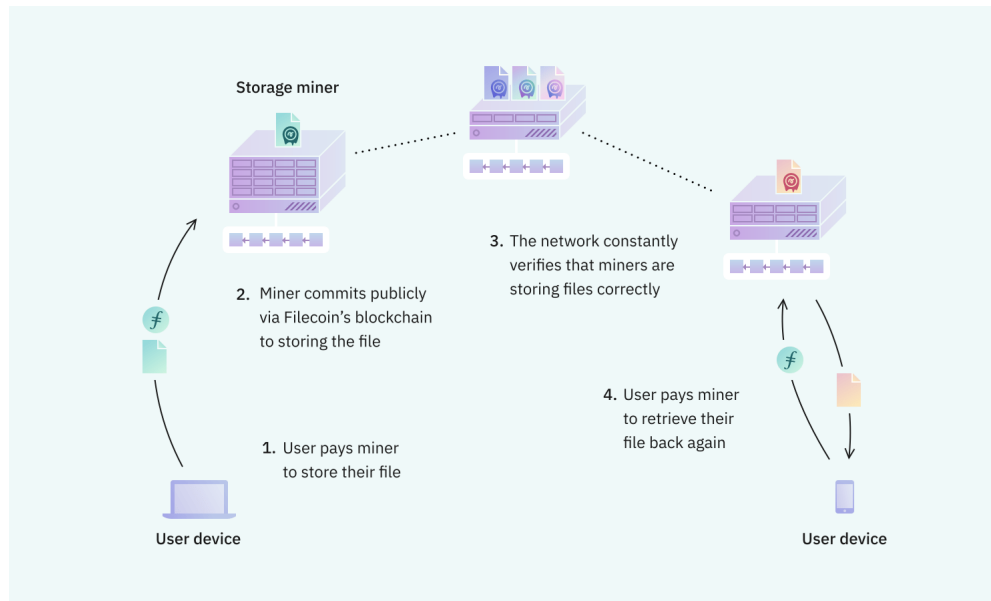 Storage miner
3. The network constantly
verifies that miners are
storing files correctly
2. Miner commits publicly
via Filecoin’s blockchain
to storing the file
4. User pays miner
to retrieve their
file back again
1. User pays miner
to store their file
User device
User device